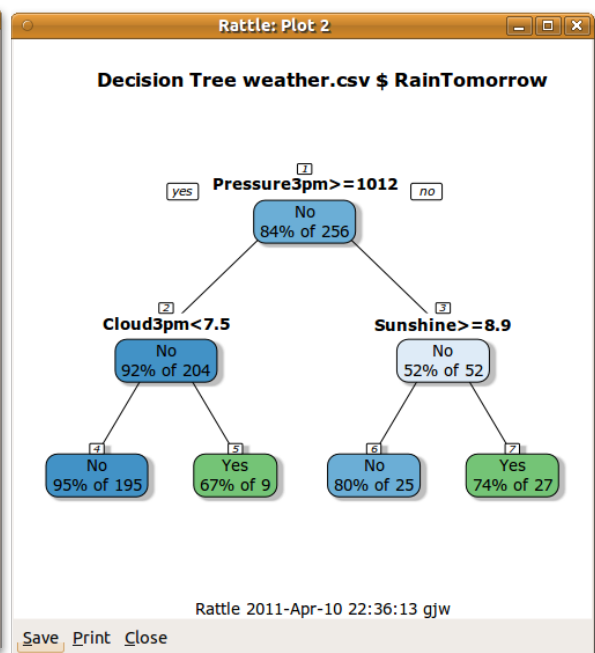 Rattle: Plot 2
Decision Tree weather.csv $ RainTomorrow
1
yes
Pressure3pm>=1012
no
No
84% of 256
2
3
Cloud3pm<7.5
Sunshine>=8.9
No
92% of 204
No
52% of 52
4
5
6
7
No
95% of 195
Yes
67% of 9
No
80% of 25
Yes
74% of 27
Rattle 2011-Apr-10 22:36:13 gjw
Save Print Close